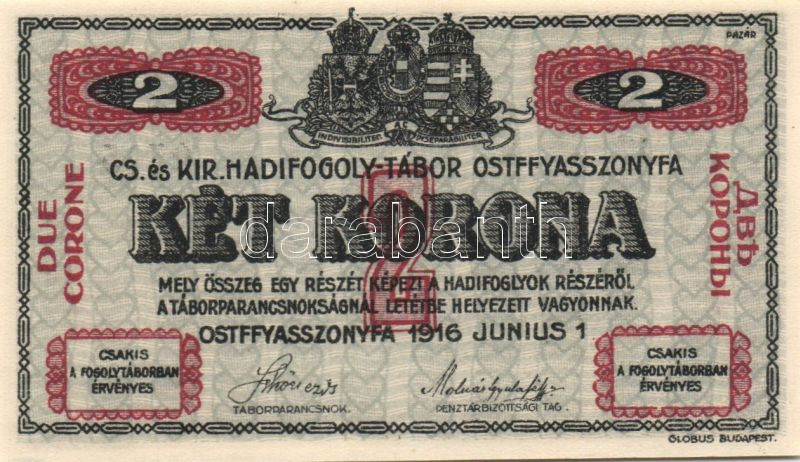 PAZÁR
2
2
INDIVISIBILITER AC INSEPARABILITER
CS. és KIR. HADIFOGOLY-TÁBOR OSTFFYASSZONYFA
KÉT KORONA
2
DUE CORONE
ДВѢ КОРОНЫ
darabanth
MELY ÖSSZEG EGY RÉSZÉT KÉPEZI A HADIFOGLYOK RÉSZÉRŐL
A TÁBORPARANCSNOKSÁGNÁL LETÉTBE HELYEZETT VAGYONNAK.
OSTFFYASSZONYFA 1916 JUNIUS 1
CSAKIS
A FOGOLYTÁBORBAN
ÉRVÉNYES
TÁBORPARANCSNOK.
PÉNZTÁRBIZOTTSÁGI TAG.
CSAKIS
A FOGOLYTÁBORBAN
ÉRVÉNYES
GLOBUS BUDAPEST.